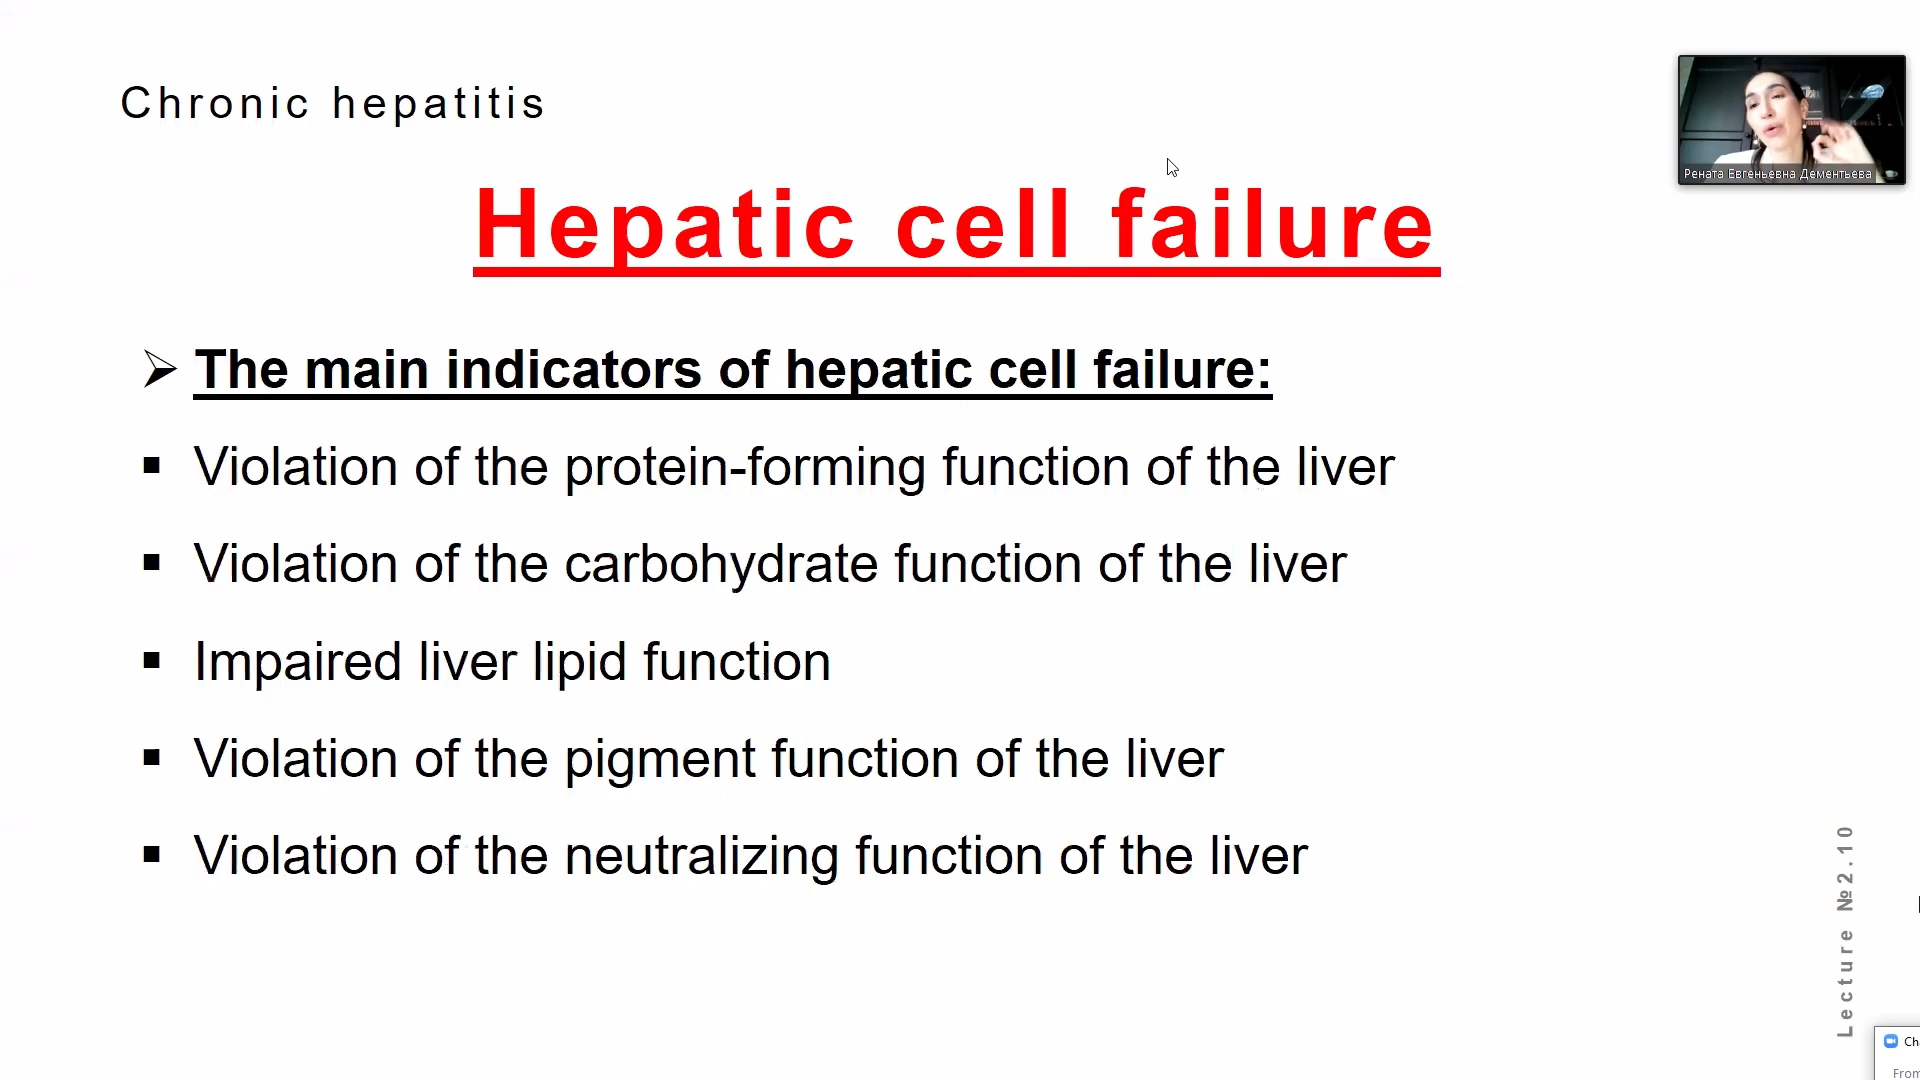 Chronic hepatitis
Рената Евгеньевна Дементьева
Hepatic cell failure
The main indicators of hepatic cell failure:
Violation of the protein-forming function of the liver
Violation of the carbohydrate function of the liver
Impaired liver lipid function
Violation of the pigment function of the liver
Violation of the neutralizing function of the liver
Lecture №2.10
Ch
From